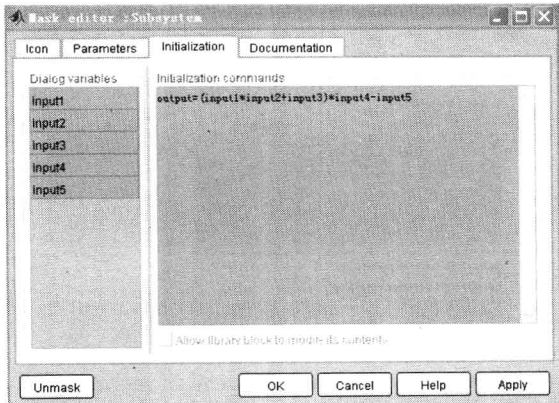 Mask editor :Subsystem
Icon Parameters Initialization Documentation
Dialog variables
Input1
Input2
Input3
Input4
Input5
Initialization commands
output=(input1*input2+input3)*input4-input5
Allow library block to modify its contents
Unmask OK Cancel Help Apply